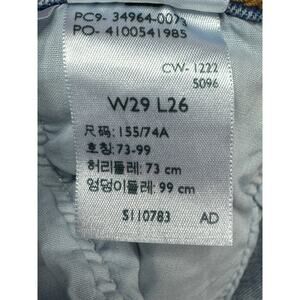 PC9- 34964-0077
PO- 4100541985
CW-1222
5096
W29 L26
尺码: 155/74A
호칭: 73-99
허리둘레: 73 cm
엉덩이둘레: 99 cm
S110783 AD